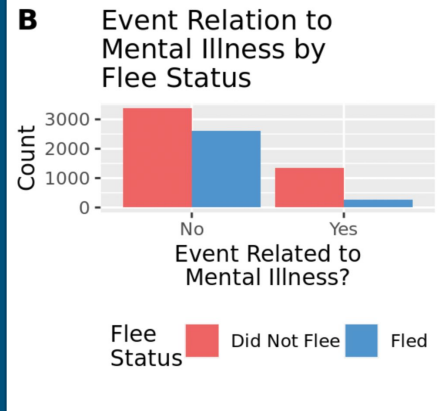 B
Event Relation to
Mental Illness by
Flee Status
Count
3000
2000
1000
0
No Yes
Event Related to
Mental Illness?
Flee
Status
Did Not Flee Fled